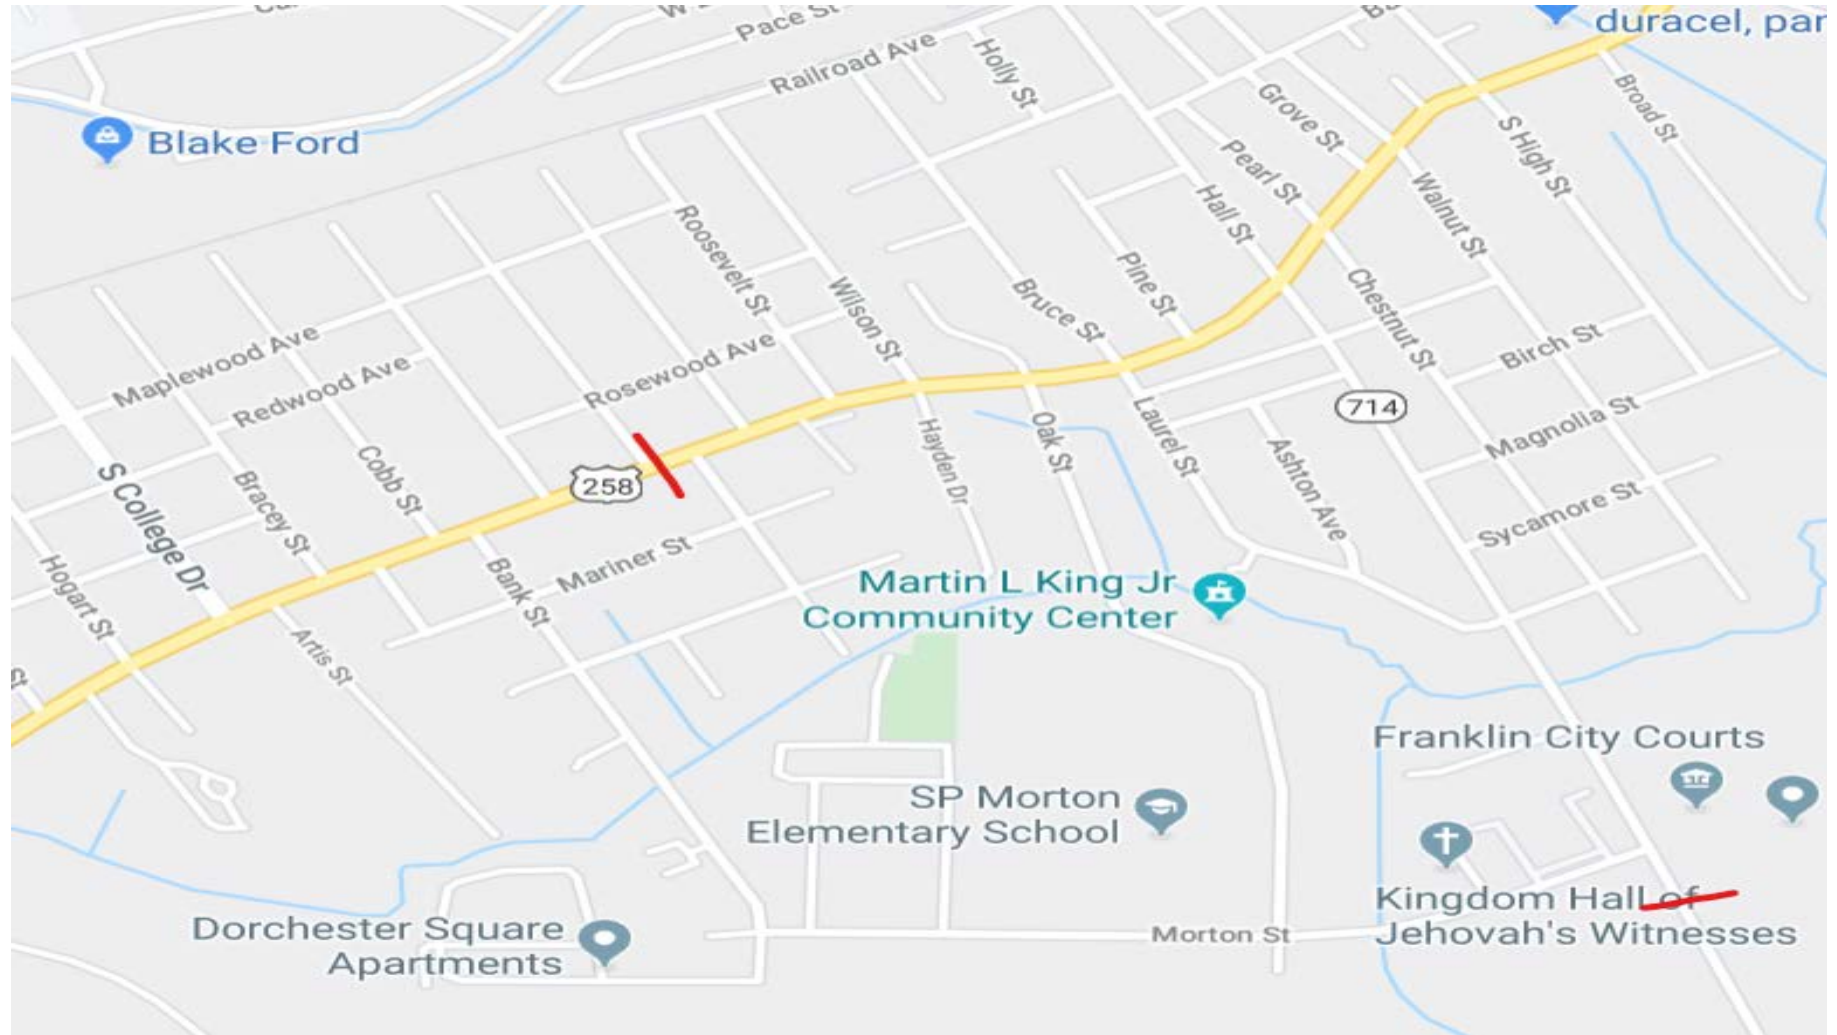 duracel, par
Pace St
Railroad Ave
Holly St
Broad St
Grove St
S High St
Blake Ford
Pearl St
Walnut St
Hall St
Roosevelt St
Pine St
Chestnut St
Wilson St
Bruce St
Birch St
Maplewood Ave
Redwood Ave
Rosewood Ave
714
Magnolia St
Laurel St
Oak St
Hayden Dr
Ashton Ave
Cobb St
258
Bracey St
S College Dr
Sycamore St
Mariner St
Bank St
Hogart St
Martin L King Jr
Community Center
Artis St
St
Franklin City Courts
SP Morton
Elementary School
Kingdom Hall of
Jehovah's Witnesses
Dorchester Square
Apartments
Morton St